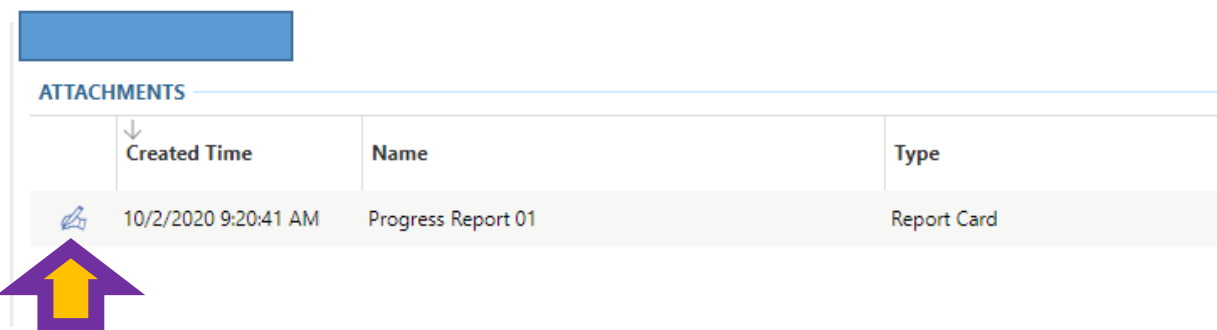 ATTACHMENTS
Created Time Name Type
10/2/2020 9:20:41 AM Progress Report 01 Report Card